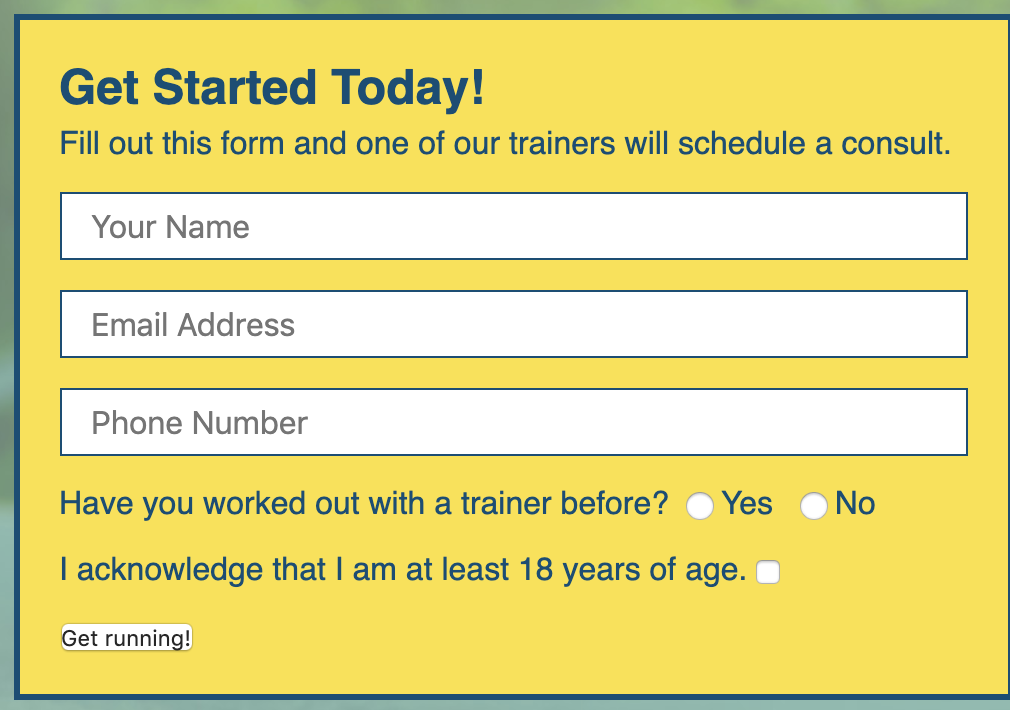 Get Started Today!
Fill out this form and one of our trainers will schedule a consult.
Your Name
Email Address
Phone Number
Have you worked out with a trainer before? Yes No
I acknowledge that I am at least 18 years of age.
Get running!